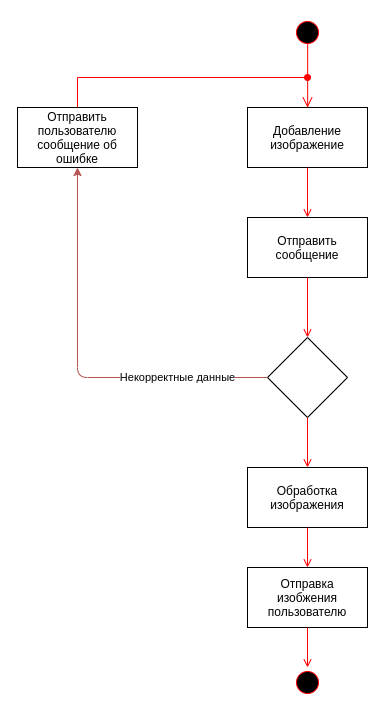 Отправить
пользователю
сообщение об
ошибке
Добавление
изображение
Отправить
сообщение
Некорректные данные
Обработка
изображения
Отправка
изобжения
пользователю